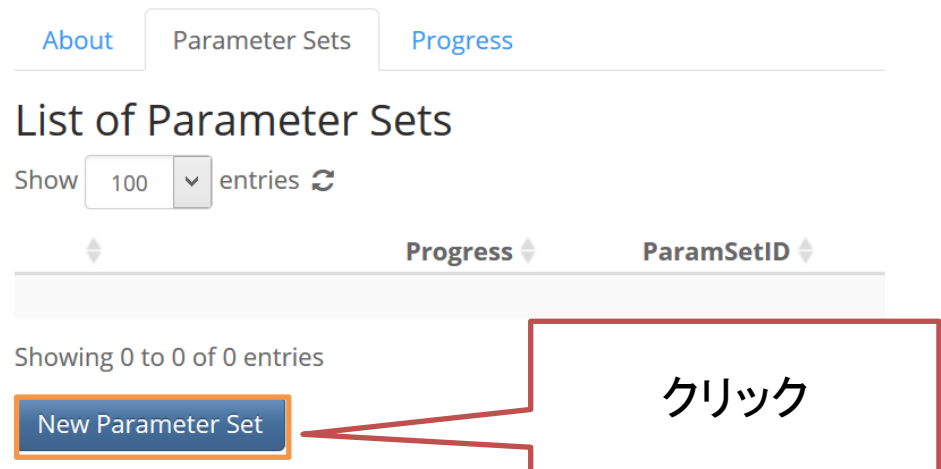 About Parameter Sets Progress
List of Parameter Sets
Show 100 entries
Progress ParamSetID
Showing 0 to 0 of 0 entries
New Parameter Set
クリック